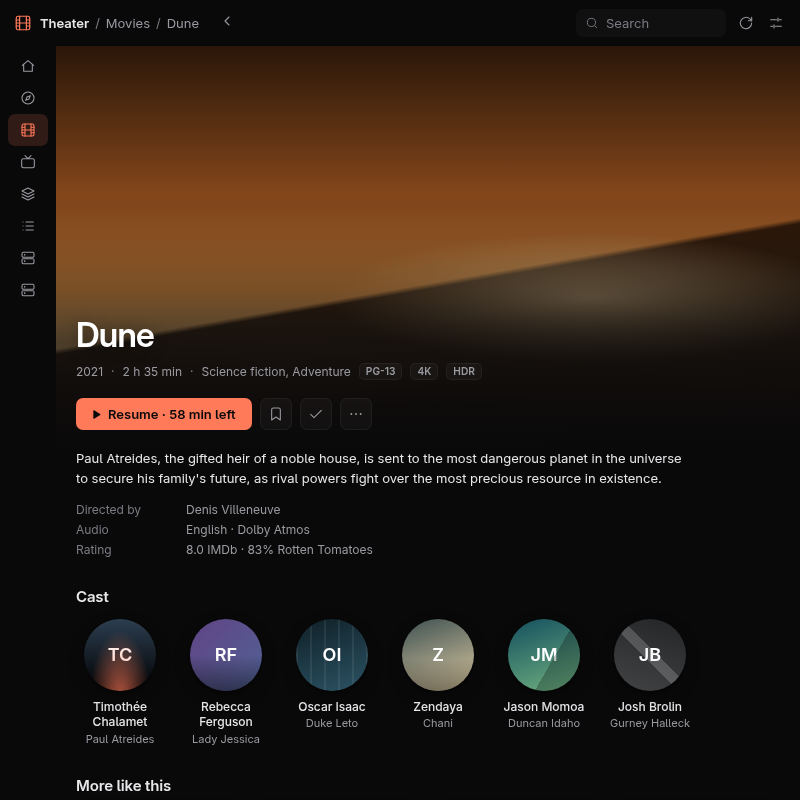 Theater / Movies / Dune
Search
Dune
2021 · 2 h 35 min · Science fiction, Adventure PG-13 4K HDR
Resume · 58 min left
Paul Atreides, the gifted heir of a noble house, is sent to the most dangerous planet in the universe
to secure his family's future, as rival powers fight over the most precious resource in existence.
Directed by Denis Villeneuve
Audio English · Dolby Atmos
Rating 8.0 IMDb · 83% Rotten Tomatoes
Cast
TC RF OI Z JM JB
Timothée Chalamet
Paul Atreides
Rebecca Ferguson
Lady Jessica
Oscar Isaac
Duke Leto
Zendaya
Chani
Jason Momoa
Duncan Idaho
Josh Brolin
Gurney Halleck
More like this